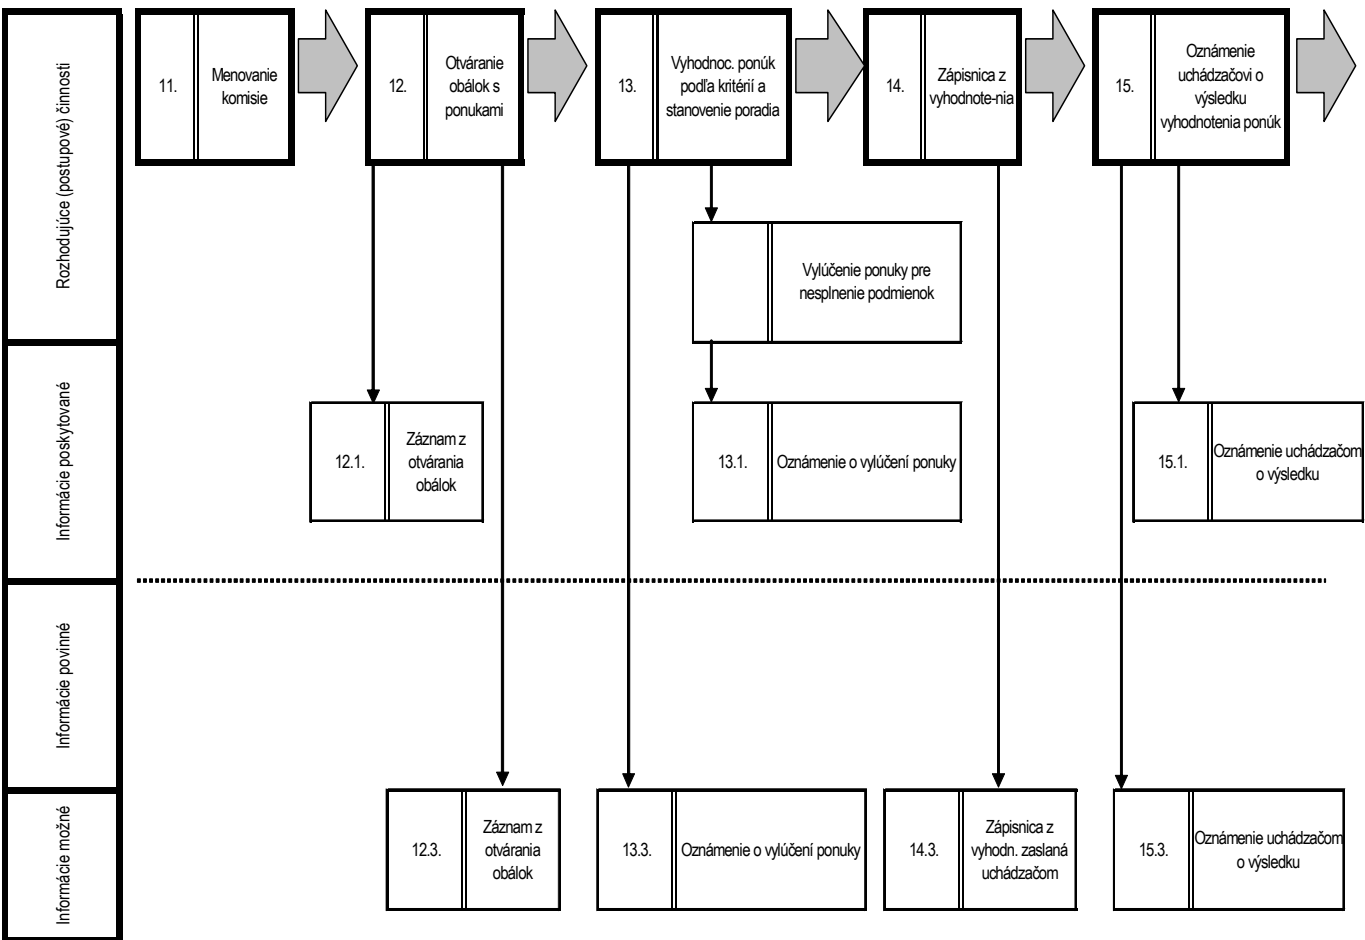 Rozhodujúce (postupové) činnosti
11.
Menovanie
komisie
12.
Otváranie
obálok s
ponukami
13.
Vyhodnoc. ponúk
podľa kritérií a
stanovenie poradia
14.
Zápisnica z
vyhodnote-nia
15.
Oznámenie
uchádzačovi o
výsledku
vyhodnotenia ponúk
Vylúčenie ponuky pre
nesplnenie podmienok
Informácie poskytované
12.1.
Záznam z
otvárania
obálok
13.1.
Oznámenie o vylúčení ponuky
15.1.
Oznámenie uchádzačom
o výsledku
Informácie povinné
Informácie možné
12.3.
Záznam z
otvárania
obálok
13.3.
Oznámenie o vylúčení ponuky
14.3.
Zápisnica z
vyhodn. zaslaná
uchádzačom
15.3.
Oznámenie uchádzačom
o výsledku